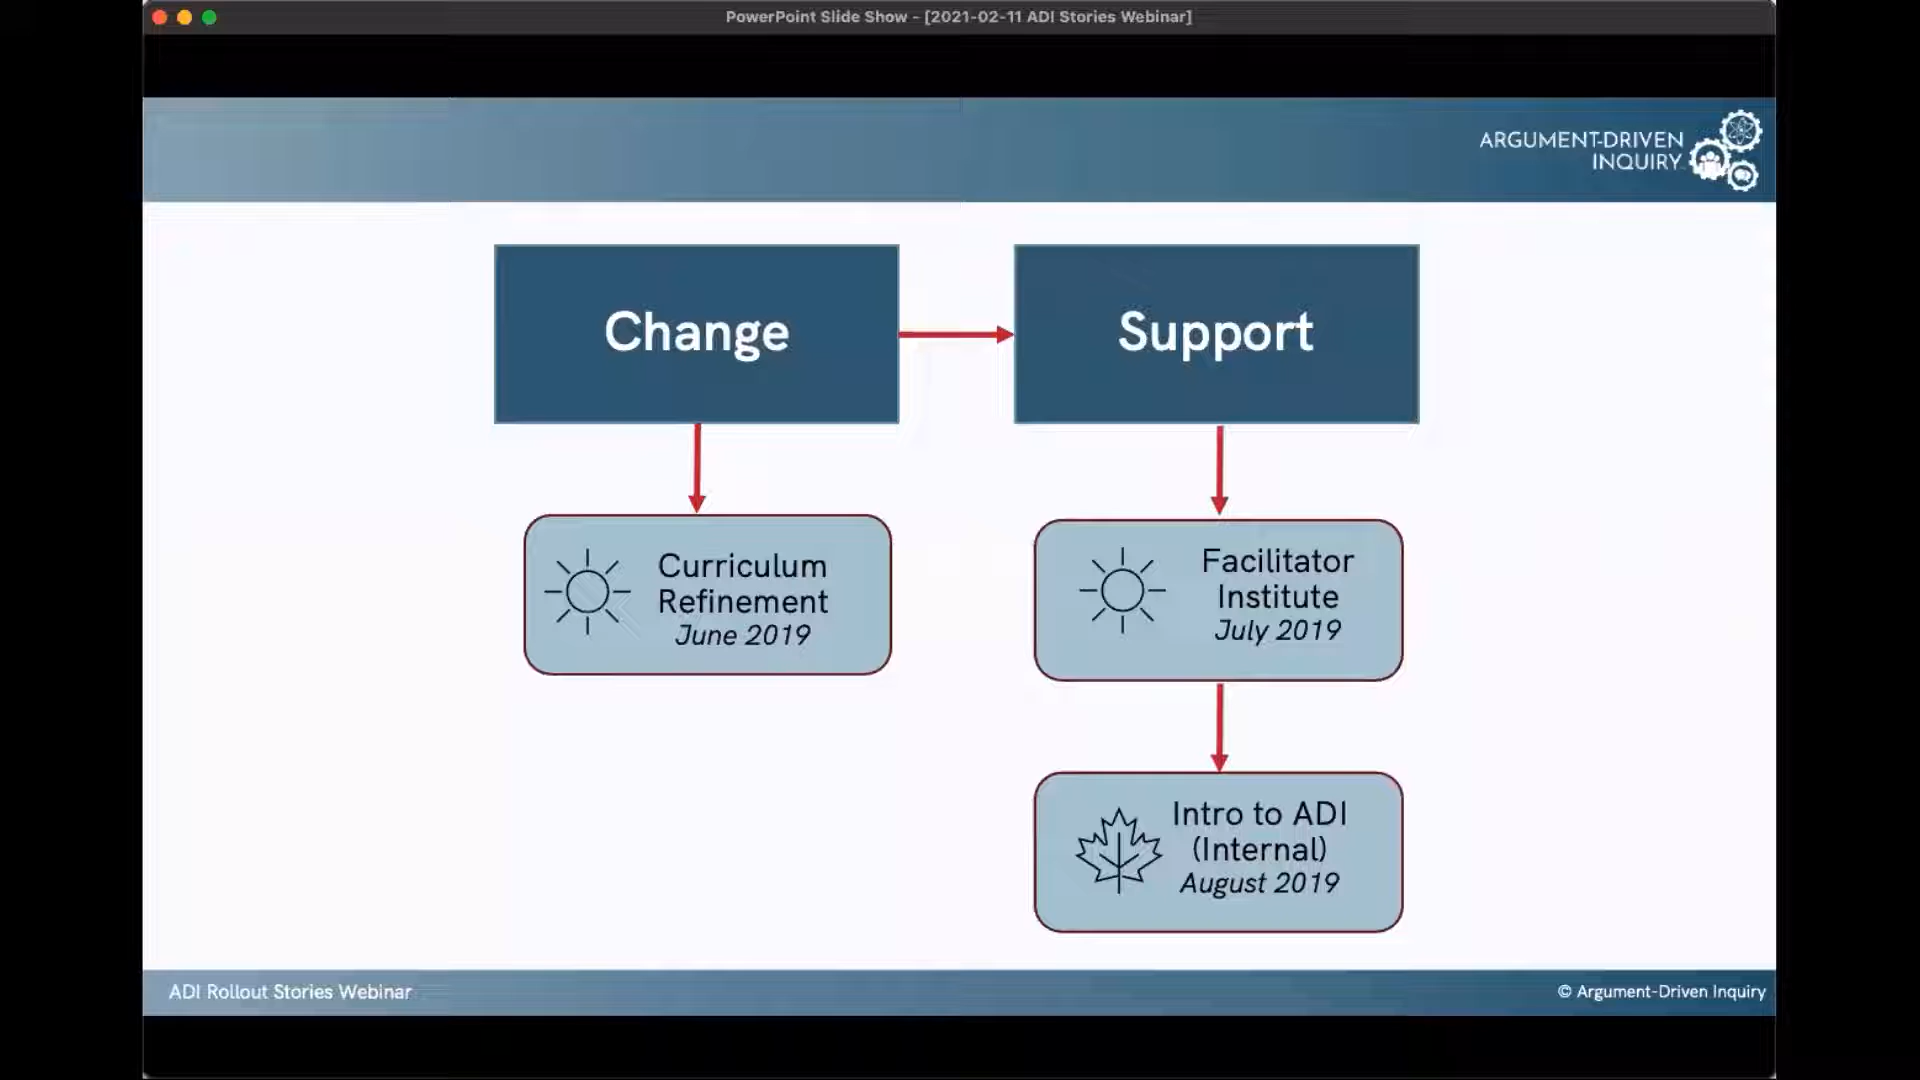 PowerPoint Slide Show - [2021-02-11 ADI Stories Webinar]
ARGUMENT-DRIVEN
INQUIRY
Change
Support
Curriculum
Refinement
June 2019
Facilitator
Institute
July 2019
Intro to ADI
(Internal)
August 2019
ADI Rollout Stories Webinar
© Argument-Driven Inquiry